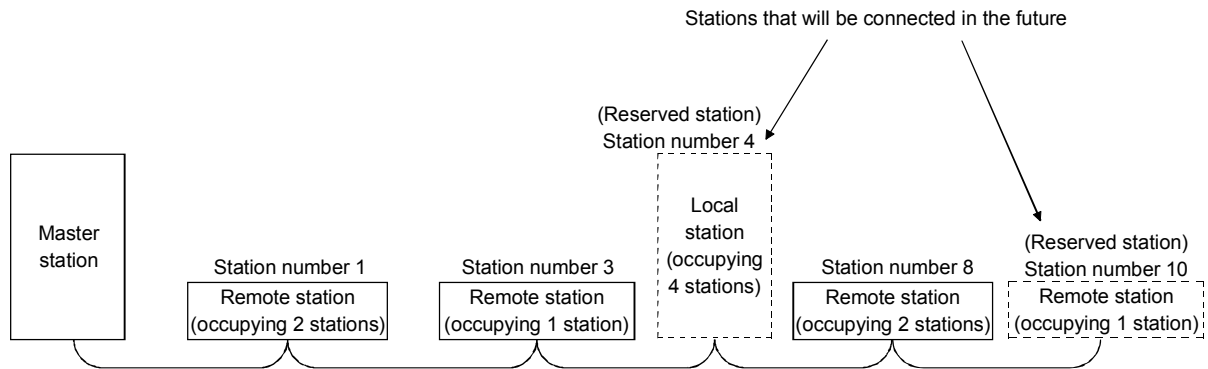 Stations that will be connected in the future
(Reserved station)
Station number 4
Master
station
Station number 1
Remote station
(occupying 2 stations)
Station number 3
Remote station
(occupying 1 station)
Local
station
(occupying
4 stations)
Station number 8
Remote station
(occupying 2 stations)
(Reserved station)
Station number 10
Remote station
(occupying 1 station)